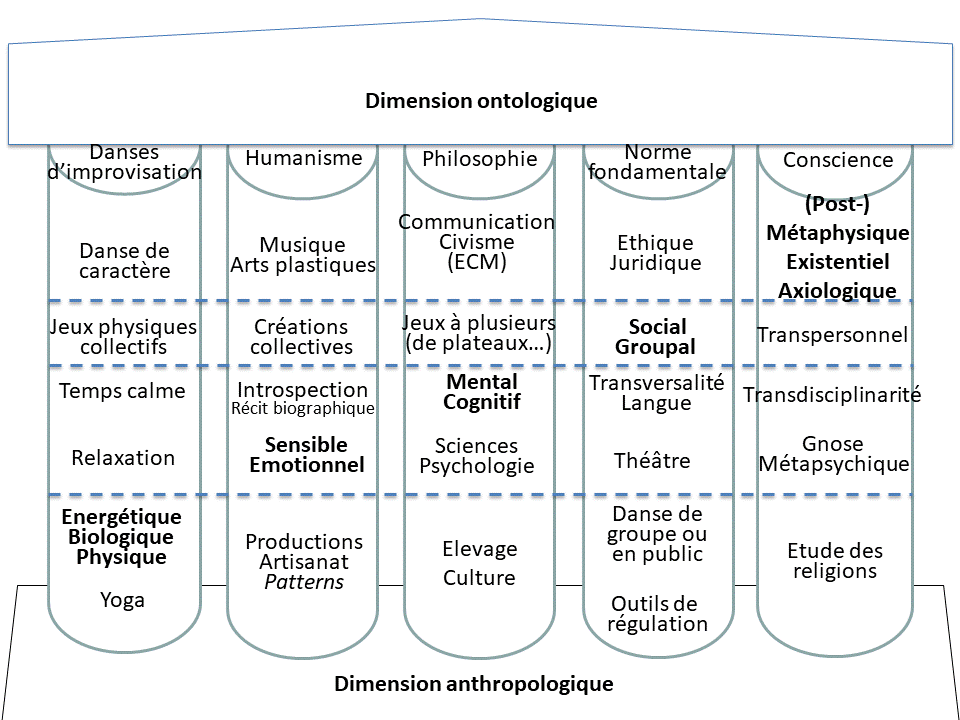 Dimension ontologique
Danses
d’improvisation
Humanisme
Philosophie
Norme
fondamentale
Conscience
Danse de
caractère
Musique
Arts plastiques
Communication
Civisme
(ECM)
Ethique
Juridique
(Post-)
Métaphysique
Existentiel
Axiologique
Jeux physiques
collectifs
Créations
collectives
Jeux à plusieurs
(de plateaux…)
Social
Groupal
Transpersonnel
Temps calme
Introspection
Récit biographique
Mental
Cognitif
Transversalité
Langue
Transdisciplinarité
Relaxation
Sensible
Emotionnel
Sciences
Psychologie
Théâtre
Gnose
Métapsychique
Energétique
Biologique
Physique
Yoga
Productions
Artisanat
Patterns
Elevage
Culture
Danse de
groupe ou
en public
Outils de
régulation
Etude des
religions
Dimension anthropologique